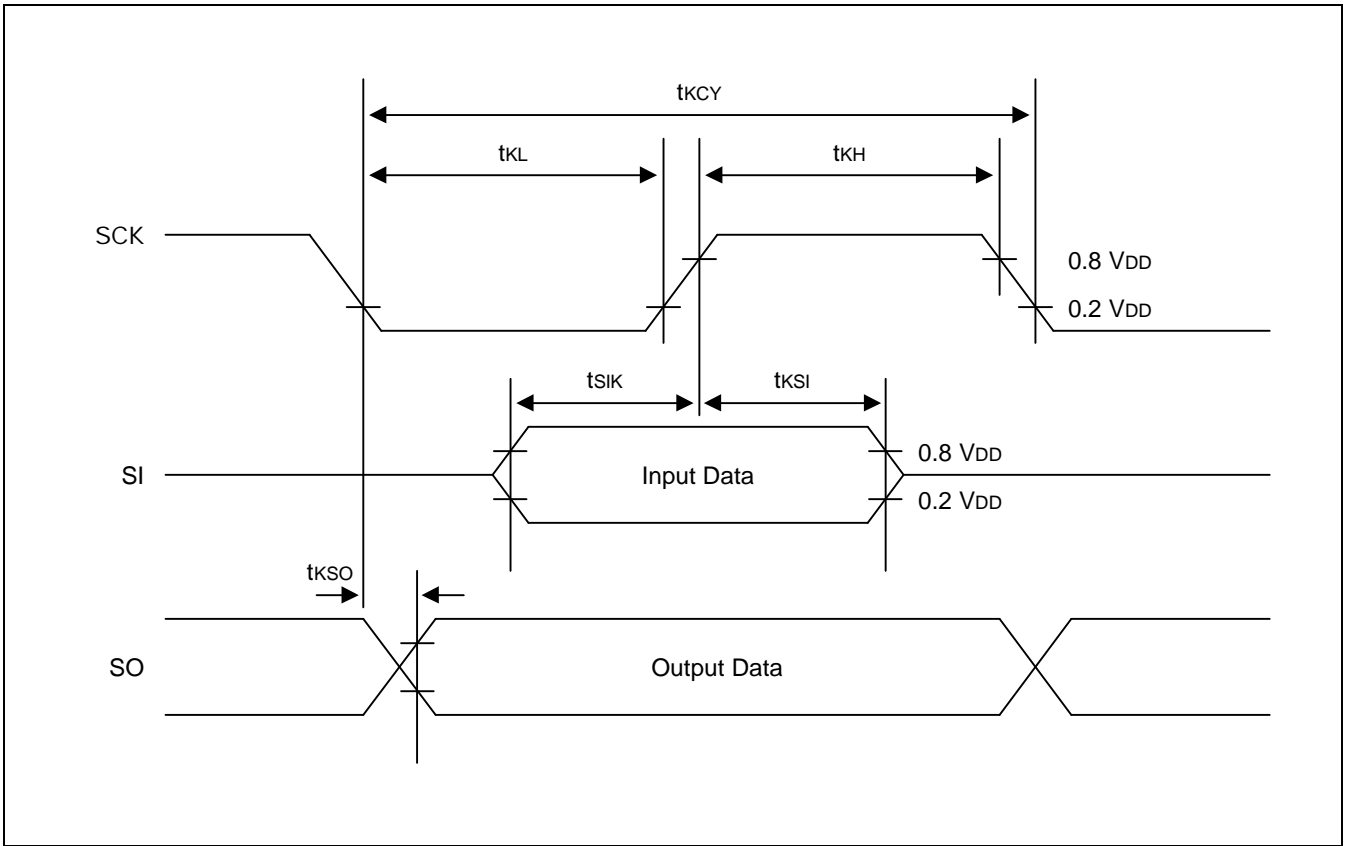 tKCY
tKL
tKH
SCK
0.8 VDD
0.2 VDD
tSIK
tKSI
SI
Input Data
0.8 VDD
0.2 VDD
tKSO
SO
Output Data